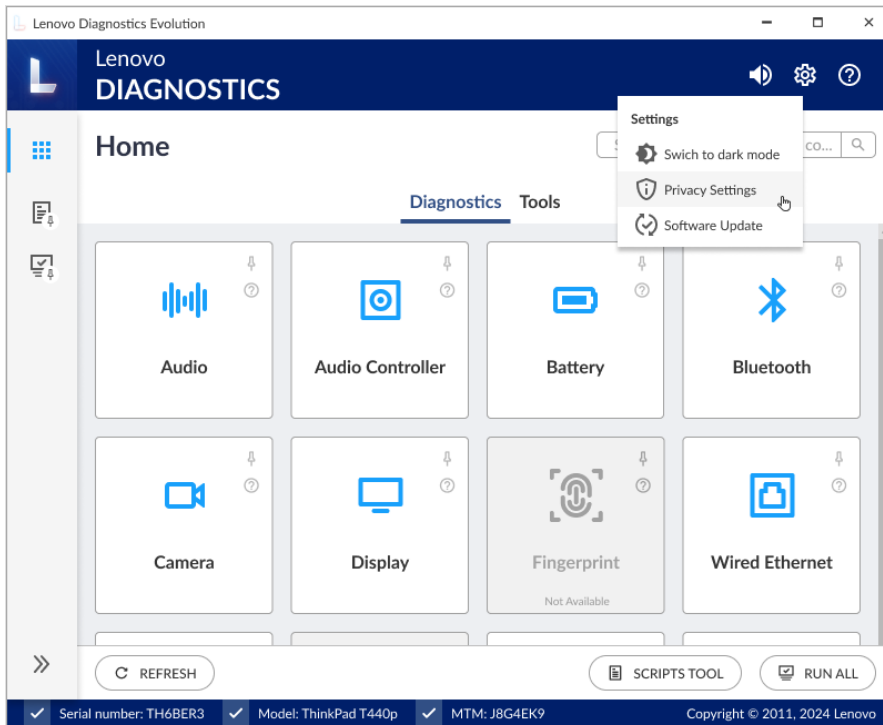 Lenovo Diagnostics Evolution
Lenovo
DIAGNOSTICS
Settings
Swich to dark mode
Privacy Settings
Software Update
Home
co...
Diagnostics Tools
Audio
Audio Controller
Battery
Bluetooth
Camera
Display
Fingerprint
Not Available
Wired Ethernet
REFRESH
SCRIPTS TOOL
RUN ALL
Serial number: TH6BER3 Model: ThinkPad T440p MTM: J8G4EK9 Copyright © 2011, 2024 Lenovo